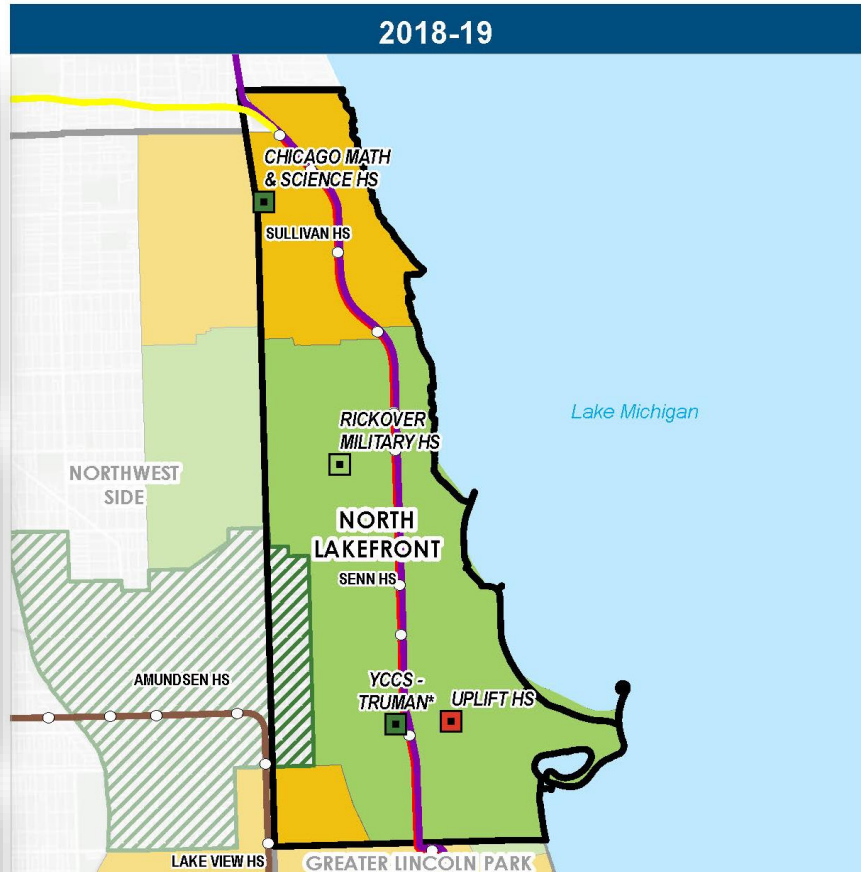 2018-19
CHICAGO MATH
& SCIENCE HS
SULLIVAN HS
Lake Michigan
RICKOVER
MILITARY HS
NORTHWEST
SIDE
NORTH
LAKEFRONT
SENN HS
AMUNDSEN HS
YCCS -
TRUMAN*
UPLIFT HS
LAKE VIEW HS
GREATER LINCOLN PARK